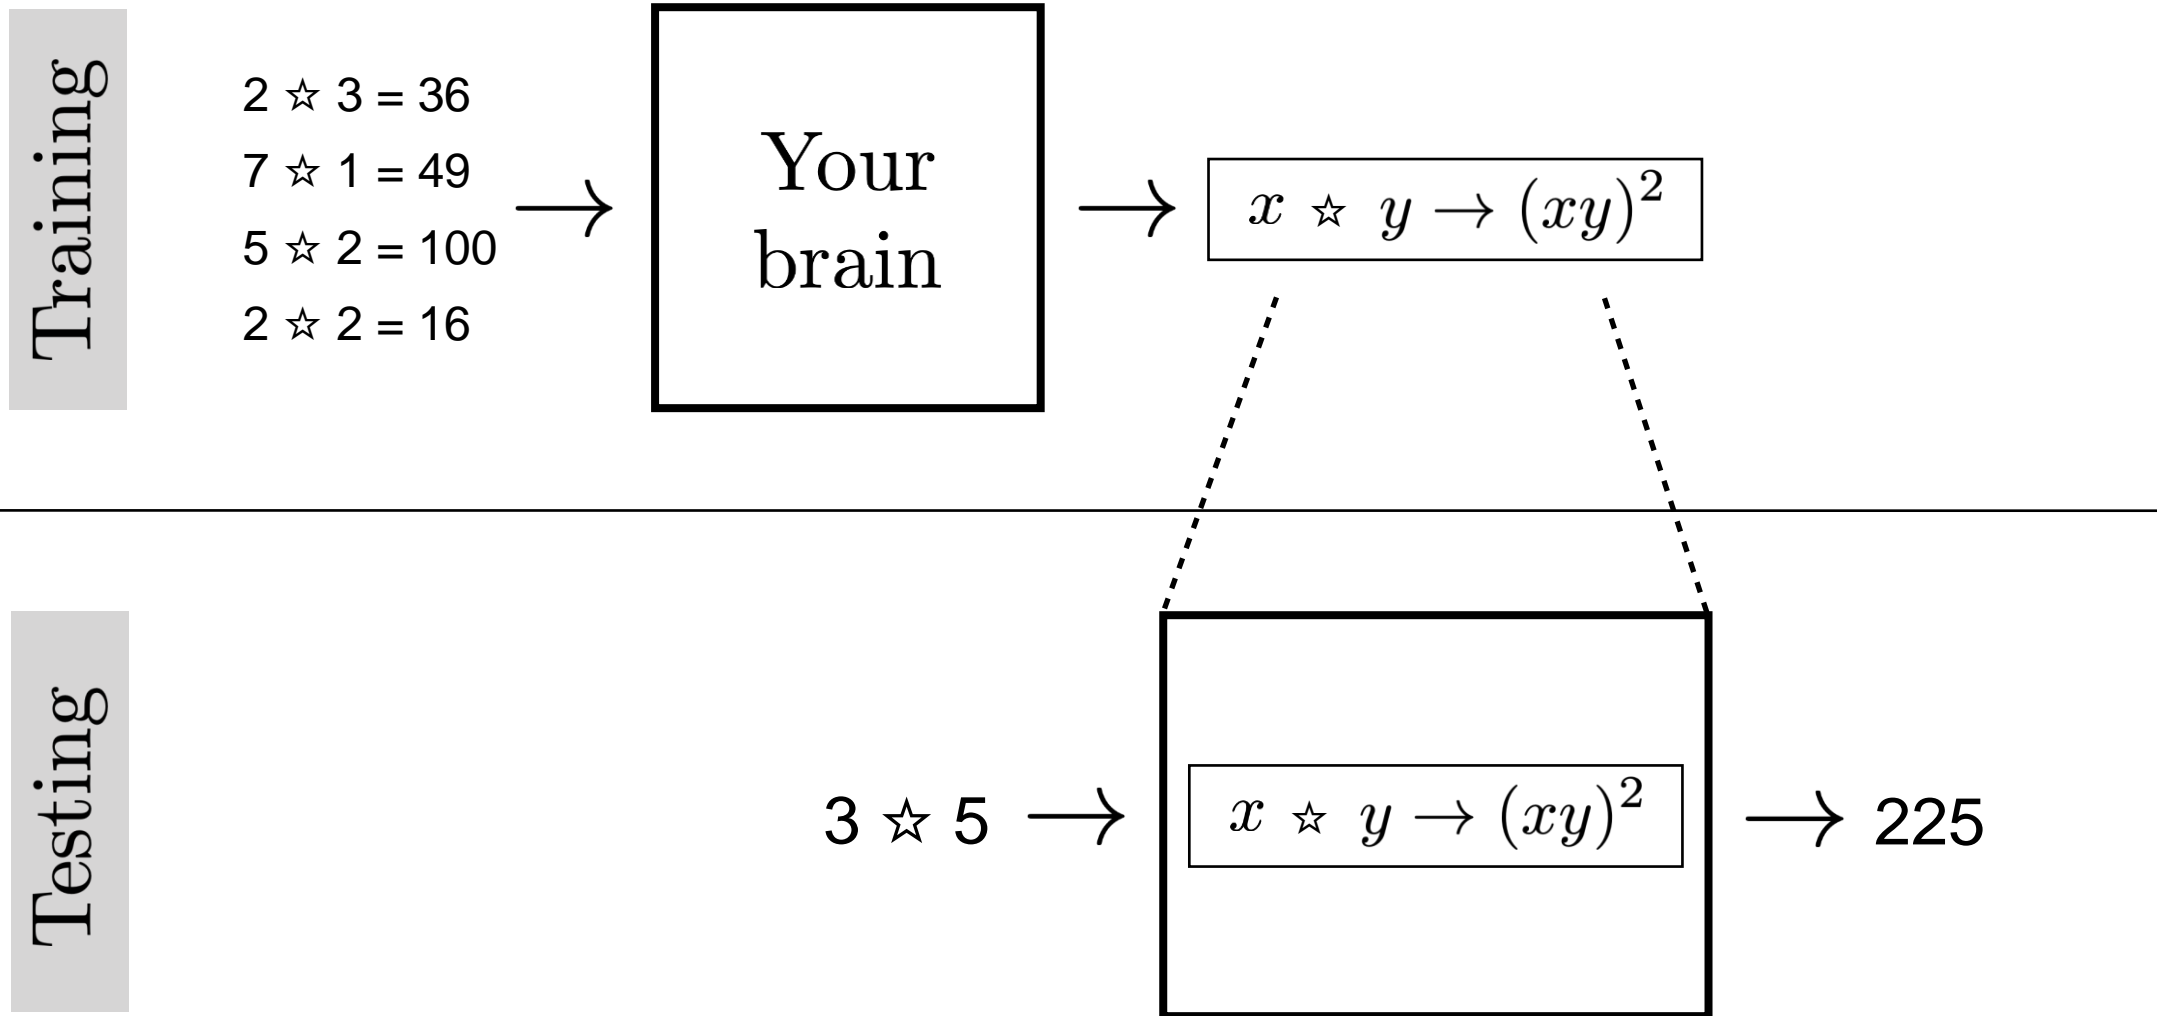 Training
2 ☆ 3 = 36
7 ☆ 1 = 49
5 ☆ 2 = 100
2 ☆ 2 = 16
Your
brain
x ☆ y → (xy)²
Testing
3 ☆ 5
x ☆ y → (xy)²
225